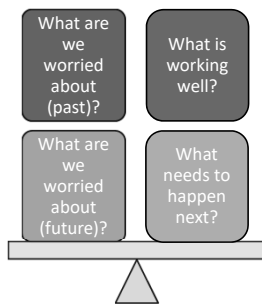 What are
we
worried
about
(past)?
What is
working
well?
What are
we
worried
about
(future)?
What
needs to
happen
next?